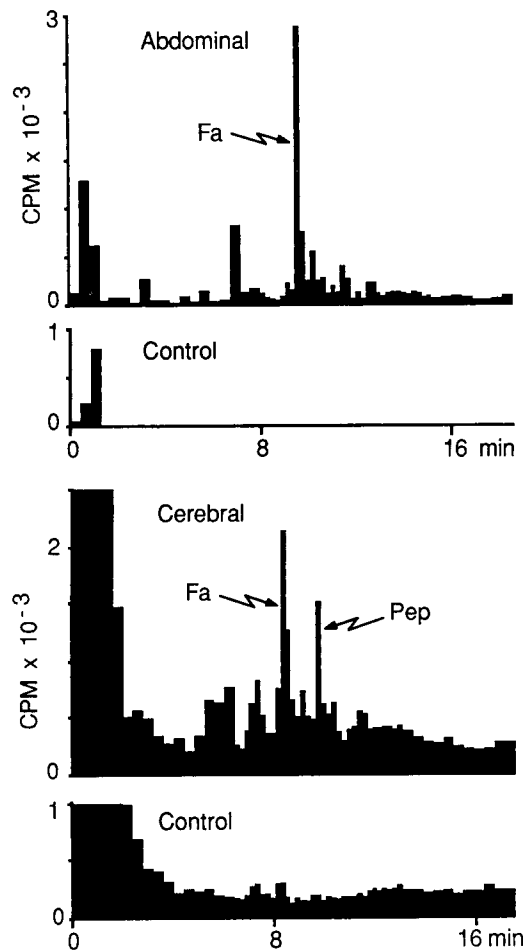 3
Abdominal
Fa
CPM x 10⁻³
0
1
Control
0
0 8 16 min
Cerebral
2
Fa
Pep
CPM x 10⁻³
0
1
Control
0
0 8 16 min